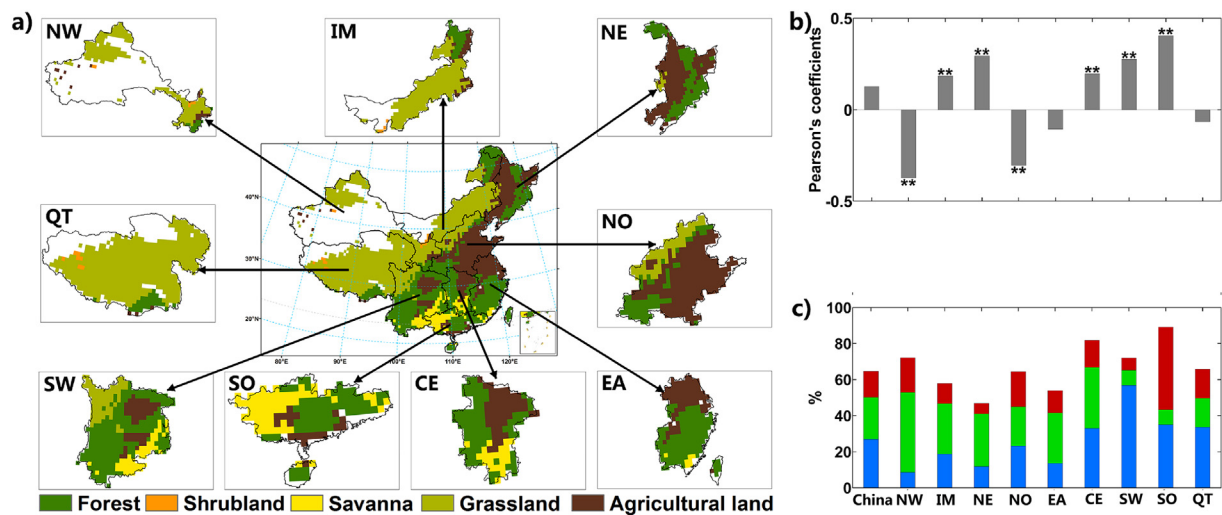 a)
NW
IM
NE
QT
NO
SW
SO
CE
EA
40°N
30°N
20°N
80°E
90°E
100°E
110°E
120°E
Forest
Shrubland
Savanna
Grassland
Agricultural land
b)
Pearson's coefficients
0.5
0
-0.5
**
**
**
**
**
**
**
c)
%
100
80
60
40
20
0
China NW IM NE NO EA CE SW SO QT